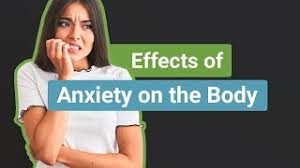 Effects of
Anxiety on the Body